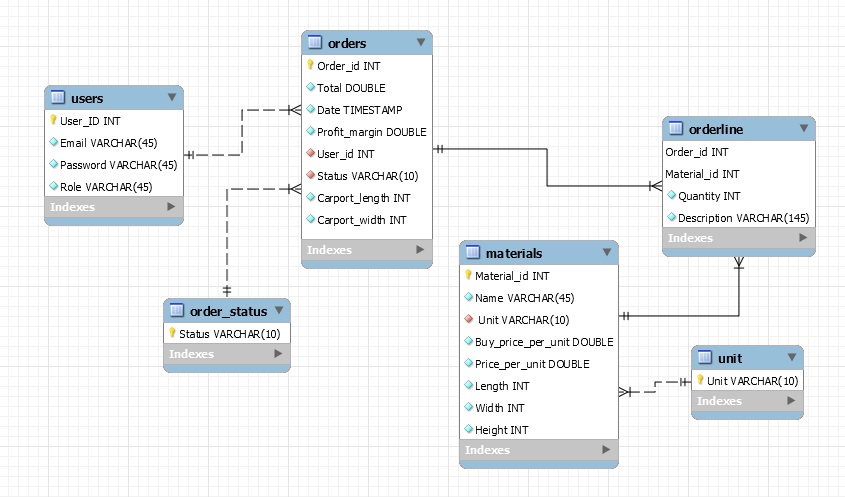 users
User_ID INT
Email VARCHAR(45)
Password VARCHAR(45)
Role VARCHAR(45)
Indexes
orders
Order_id INT
Total DOUBLE
Date TIMESTAMP
Profit_margin DOUBLE
User_id INT
Status VARCHAR(10)
Carport_length INT
Carport_width INT
Indexes
orderline
Order_id INT
Material_id INT
Quantity INT
Description VARCHAR(145)
Indexes
order_status
Status VARCHAR(10)
Indexes
materials
Material_id INT
Name VARCHAR(45)
Unit VARCHAR(10)
Buy_price_per_unit DOUBLE
Price_per_unit DOUBLE
Length INT
Width INT
Height INT
Indexes
unit
Unit VARCHAR(10)
Indexes